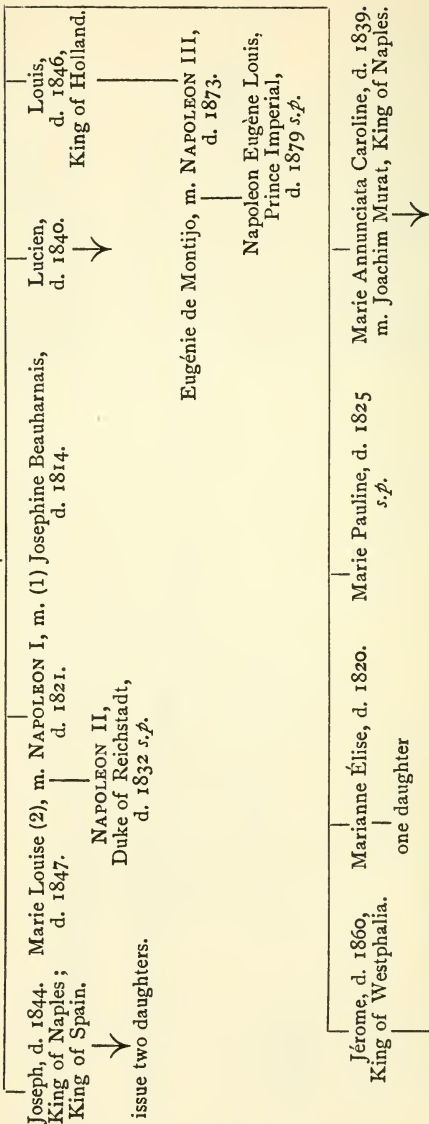 Joseph, d. 1844.
King of Naples;
King of Spain.
issue two daughters.
Marie Louise (2), m. NAPOLEON I, m. (1) Josephine Beauharnais,
d. 1847.
d. 1821.
d. 1814.
NAPOLEON II,
Duke of Reichstadt,
d. 1832 s.p.
Lucien,
d. 1840.
Louis,
d. 1846,
King of Holland.
Eugénie de Montijo, m. NAPOLEON III,
d. 1873.
Napoleon Eugène Louis,
Prince Imperial,
d. 1879 s.p.
Jérome, d. 1860,
King of Westphalia.
Marianne Élise, d. 1820.
one daughter
Marie Pauline, d. 1825
s.p.
Marie Annunciata Caroline, d. 1839.
m. Joachim Murat, King of Naples.